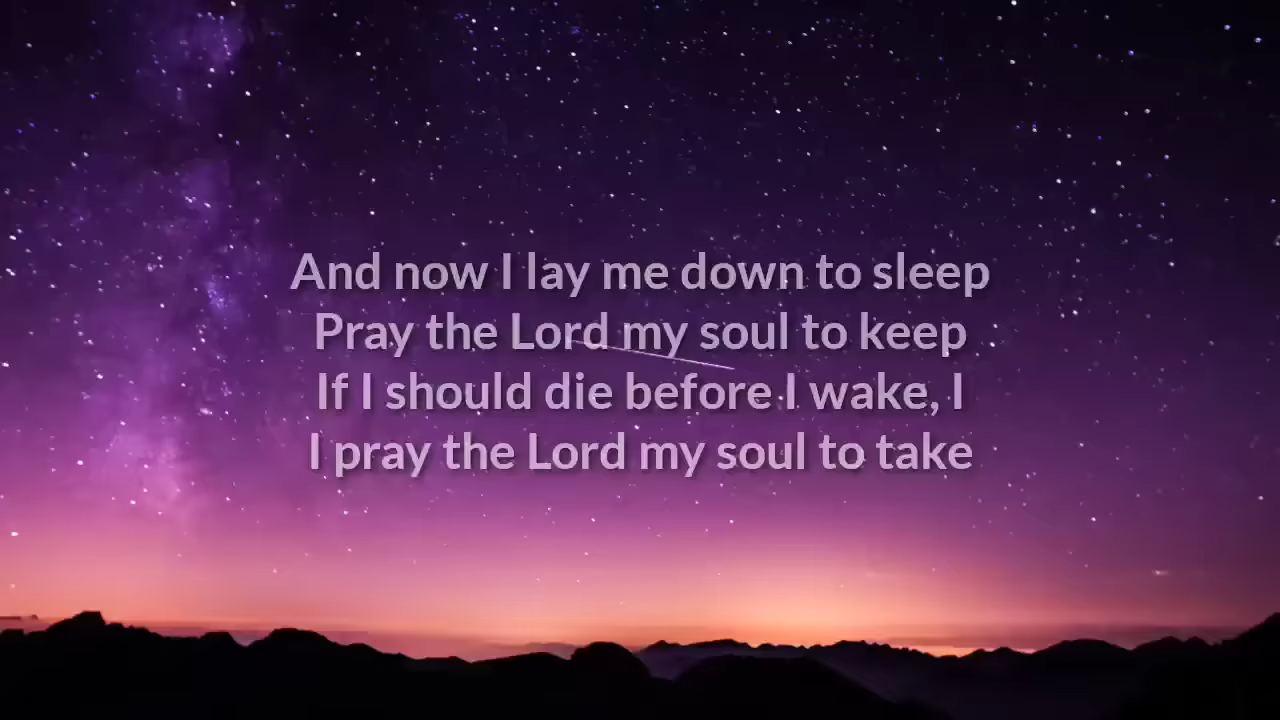 And now I lay me down to sleep
Pray the Lord my soul to keep
If I should die before I wake, I
I pray the Lord my soul to take